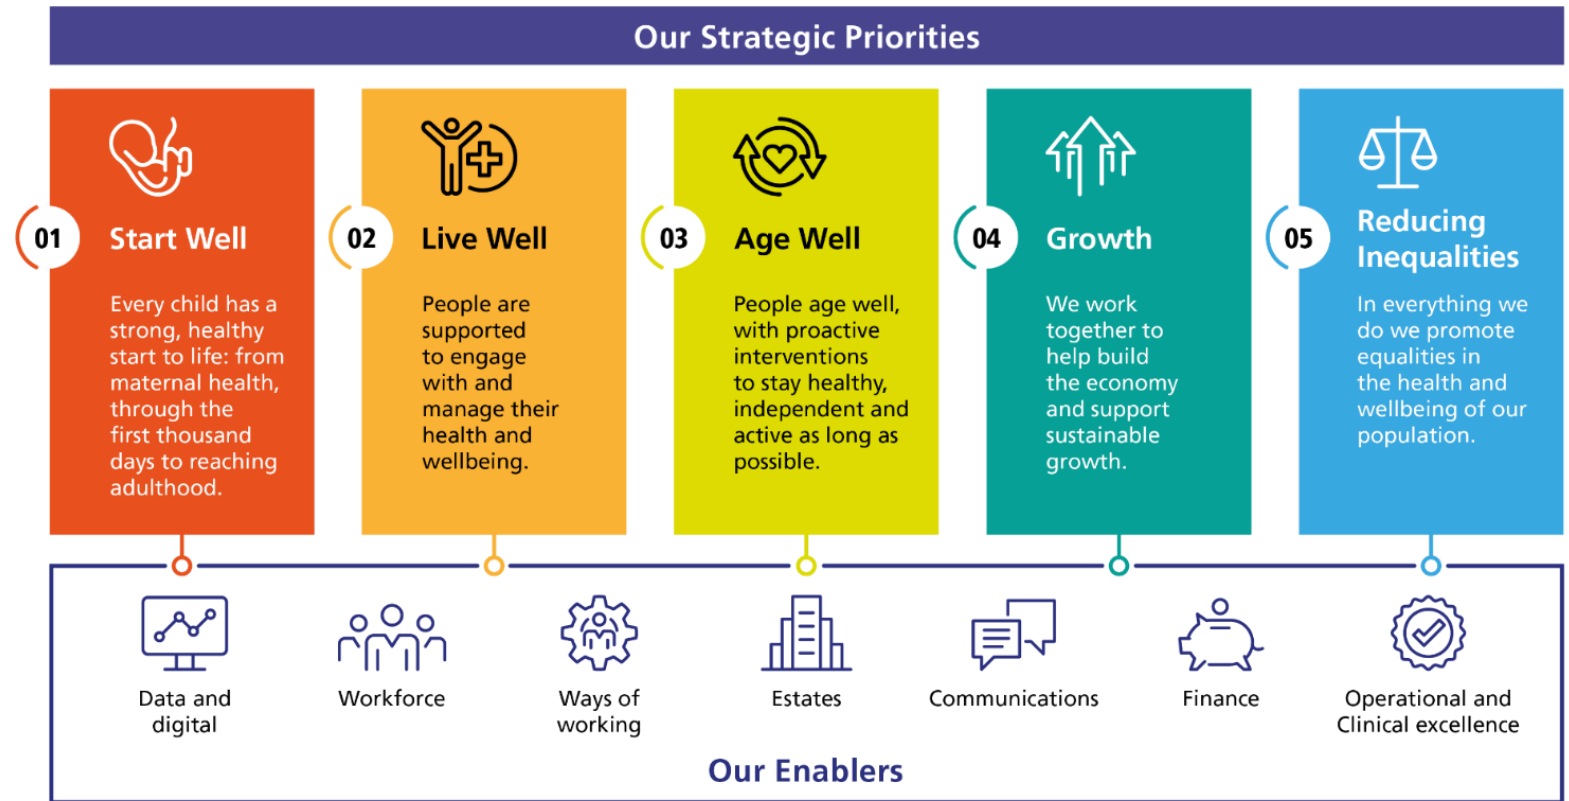 Our Strategic Priorities
01
Start Well
Every child has a
strong, healthy
start to life: from
maternal health,
through the
first thousand
days to reaching
adulthood.
02
Live Well
People are
supported
to engage
with and
manage their
health and
wellbeing.
03
Age Well
People age well,
with proactive
interventions
to stay healthy,
independent and
active as long as
possible.
04
Growth
We work
together to
help build
the economy
and support
sustainable
growth.
05
Reducing
Inequalities
In everything we
do we promote
equalities in
the health and
wellbeing of our
population.
Data and
digital
Workforce
Ways of
working
Estates
Communications
Finance
Operational and
Clinical excellence
Our Enablers